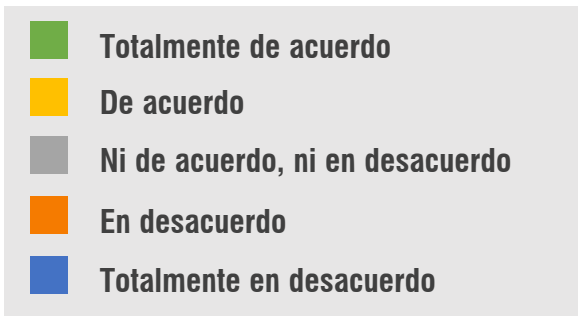 Totalmente de acuerdo
De acuerdo
Ni de acuerdo, ni en desacuerdo
En desacuerdo
Totalmente en desacuerdo